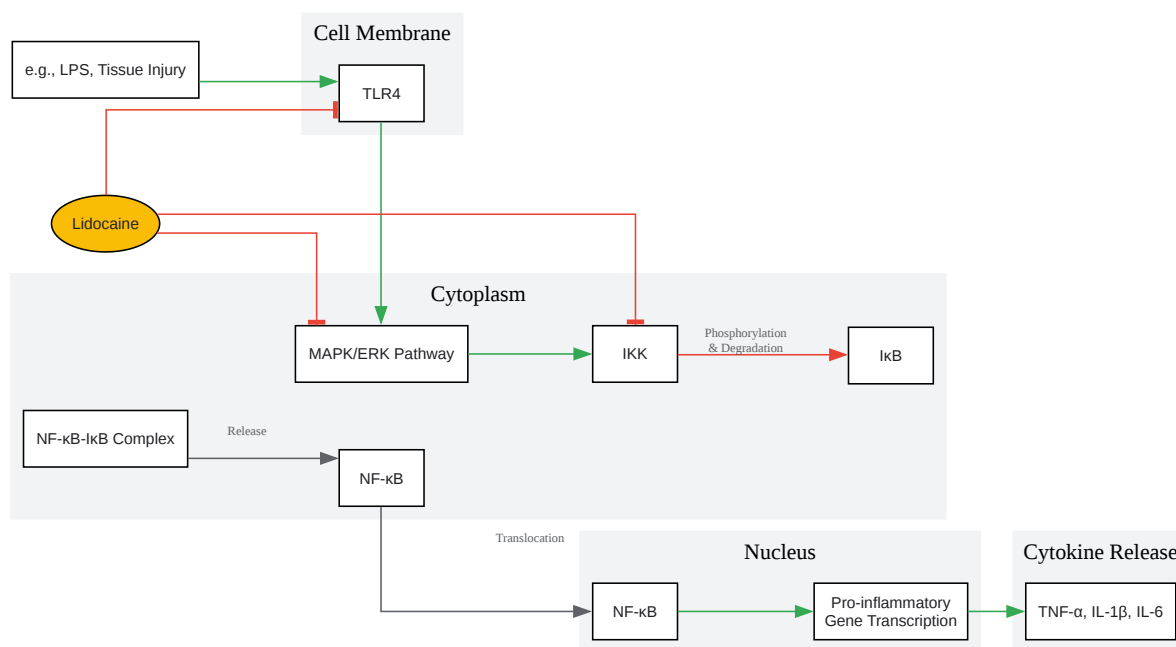 Cell Membrane
e.g., LPS, Tissue Injury
TLR4
Lidocaine
Cytoplasm
MAPK/ERK Pathway
IKK
Phosphorylation
& Degradation
IκB
NF-κB-IκB Complex
Release
NF-κB
Translocation
Nucleus
Cytokine Release
NF-κB
Pro-inflammatory
Gene Transcription
TNF-α, IL-1β, IL-6